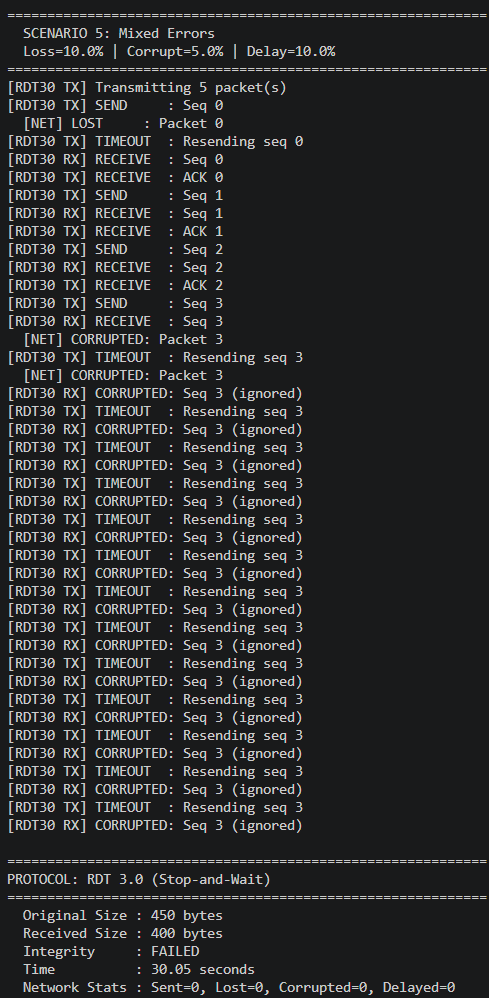 ============================================================
  SCENARIO 5: Mixed Errors
  Loss=10.0% | Corrupt=5.0% | Delay=10.0%
============================================================
[RDT30 TX] Transmitting 5 packet(s)
[RDT30 TX] SEND     : Seq 0
  [NET] LOST     : Packet 0
[RDT30 TX] TIMEOUT  : Resending seq 0
[RDT30 RX] RECEIVE  : Seq 0
[RDT30 TX] RECEIVE  : ACK 0
[RDT30 TX] SEND     : Seq 1
[RDT30 RX] RECEIVE  : Seq 1
[RDT30 TX] RECEIVE  : ACK 1
[RDT30 TX] SEND     : Seq 2
[RDT30 RX] RECEIVE  : Seq 2
[RDT30 TX] RECEIVE  : ACK 2
[RDT30 TX] SEND     : Seq 3
[RDT30 RX] RECEIVE  : Seq 3
  [NET] CORRUPTED: Packet 3
[RDT30 TX] TIMEOUT  : Resending seq 3
  [NET] CORRUPTED: Packet 3
[RDT30 RX] CORRUPTED: Seq 3 (ignored)
[RDT30 TX] TIMEOUT  : Resending seq 3
[RDT30 RX] CORRUPTED: Seq 3 (ignored)
[RDT30 TX] TIMEOUT  : Resending seq 3
[RDT30 RX] CORRUPTED: Seq 3 (ignored)
[RDT30 TX] TIMEOUT  : Resending seq 3
[RDT30 RX] CORRUPTED: Seq 3 (ignored)
[RDT30 TX] TIMEOUT  : Resending seq 3
[RDT30 RX] CORRUPTED: Seq 3 (ignored)
[RDT30 TX] TIMEOUT  : Resending seq 3
[RDT30 RX] CORRUPTED: Seq 3 (ignored)
[RDT30 TX] TIMEOUT  : Resending seq 3
[RDT30 RX] CORRUPTED: Seq 3 (ignored)
[RDT30 TX] TIMEOUT  : Resending seq 3
[RDT30 RX] CORRUPTED: Seq 3 (ignored)
[RDT30 TX] TIMEOUT  : Resending seq 3
[RDT30 RX] CORRUPTED: Seq 3 (ignored)
[RDT30 TX] TIMEOUT  : Resending seq 3
[RDT30 RX] CORRUPTED: Seq 3 (ignored)
[RDT30 TX] TIMEOUT  : Resending seq 3
[RDT30 RX] CORRUPTED: Seq 3 (ignored)
[RDT30 TX] TIMEOUT  : Resending seq 3
[RDT30 RX] CORRUPTED: Seq 3 (ignored)
[RDT30 TX] TIMEOUT  : Resending seq 3
[RDT30 RX] CORRUPTED: Seq 3 (ignored)

============================================================
PROTOCOL: RDT 3.0 (Stop-and-Wait)
============================================================
  Original Size : 450 bytes
  Received Size : 400 bytes
  Integrity     : FAILED
  Time          : 30.05 seconds
  Network Stats : Sent=0, Lost=0, Corrupted=0, Delayed=0